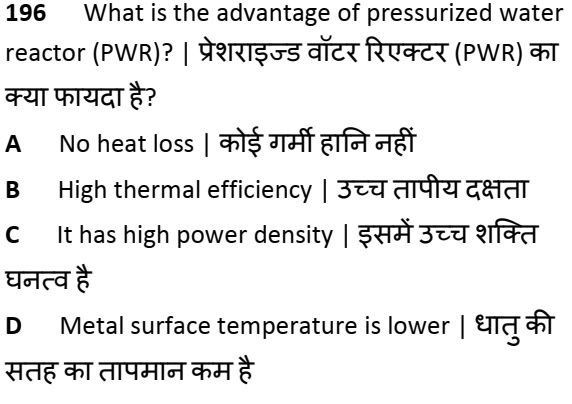 196 What is the advantage of pressurized water
reactor (PWR)? | प्रेशराइज्ड वॉटर रिएक्टर (PWR) का
क्या फायदा है?
A No heat loss | कोई गर्मी हानि नहीं
B High thermal efficiency | उच्च तापीय दक्षता
C It has high power density | इसमें उच्च शक्ति
घनत्व है
D Metal surface temperature is lower | धातु की
सतह का तापमान कम है